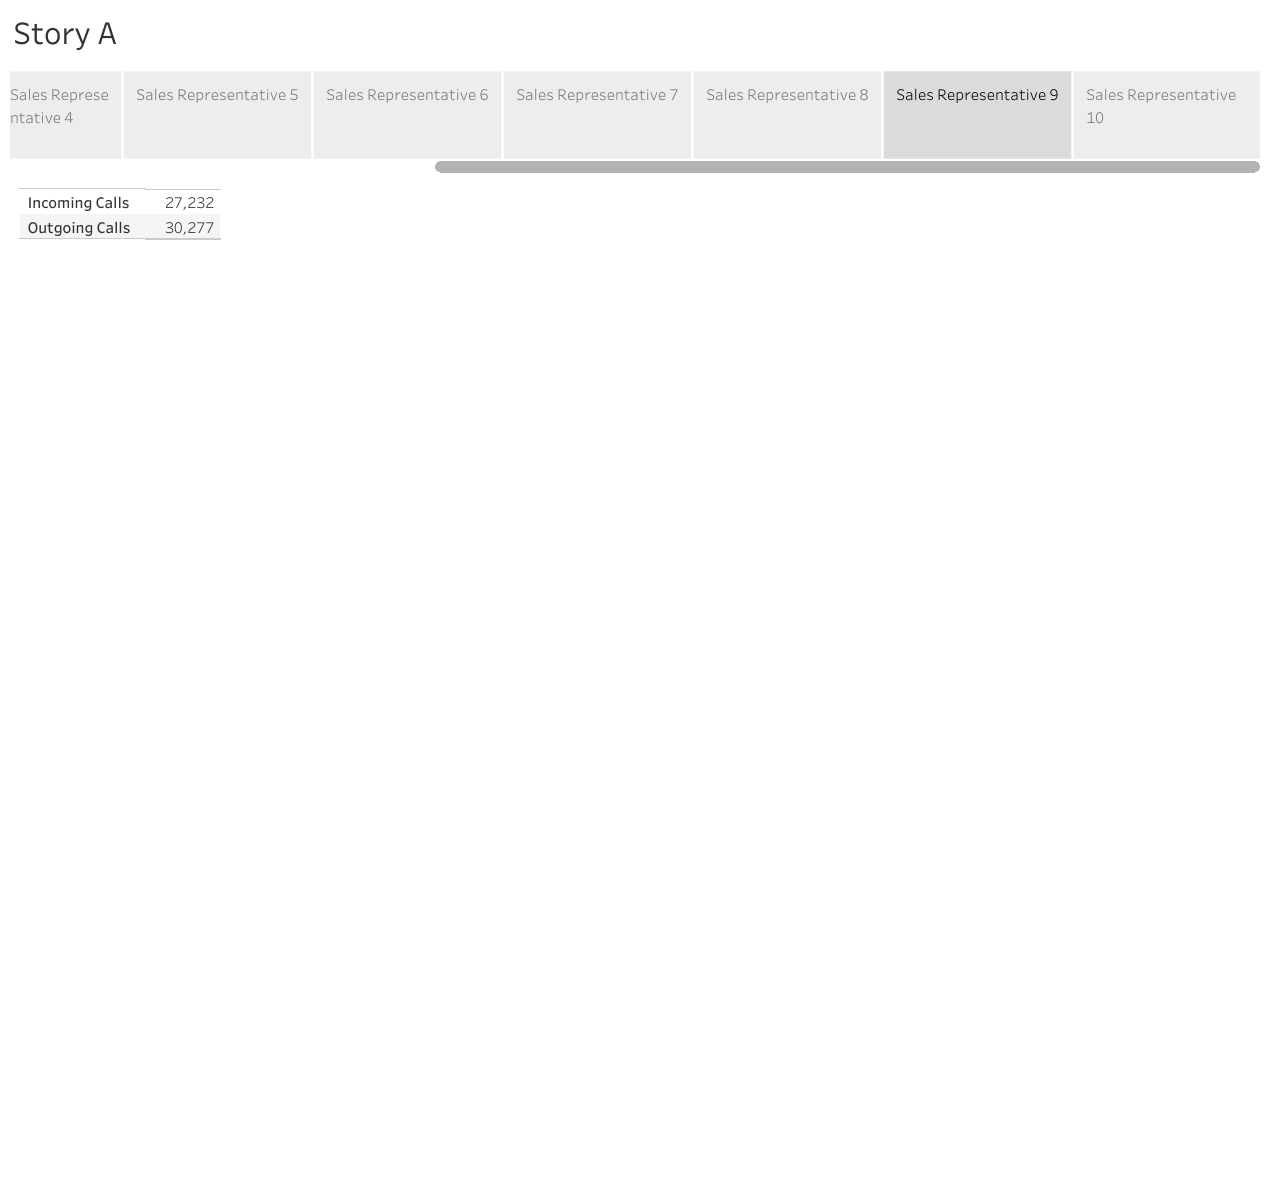 Story A
Sales Represe
ntative 4
Sales Representative 5
Sales Representative 6
Sales Representative 7
Sales Representative 8
Sales Representative 9
Sales Representative
10
Incoming Calls 27,232
Outgoing Calls 30,277